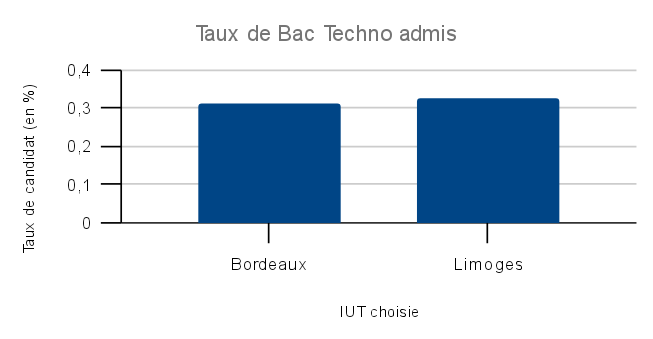 Taux de Bac Techno admis
Taux de candidat (en %)
0,4
0,3
0,2
0,1
0
Bordeaux
Limoges
IUT choisie